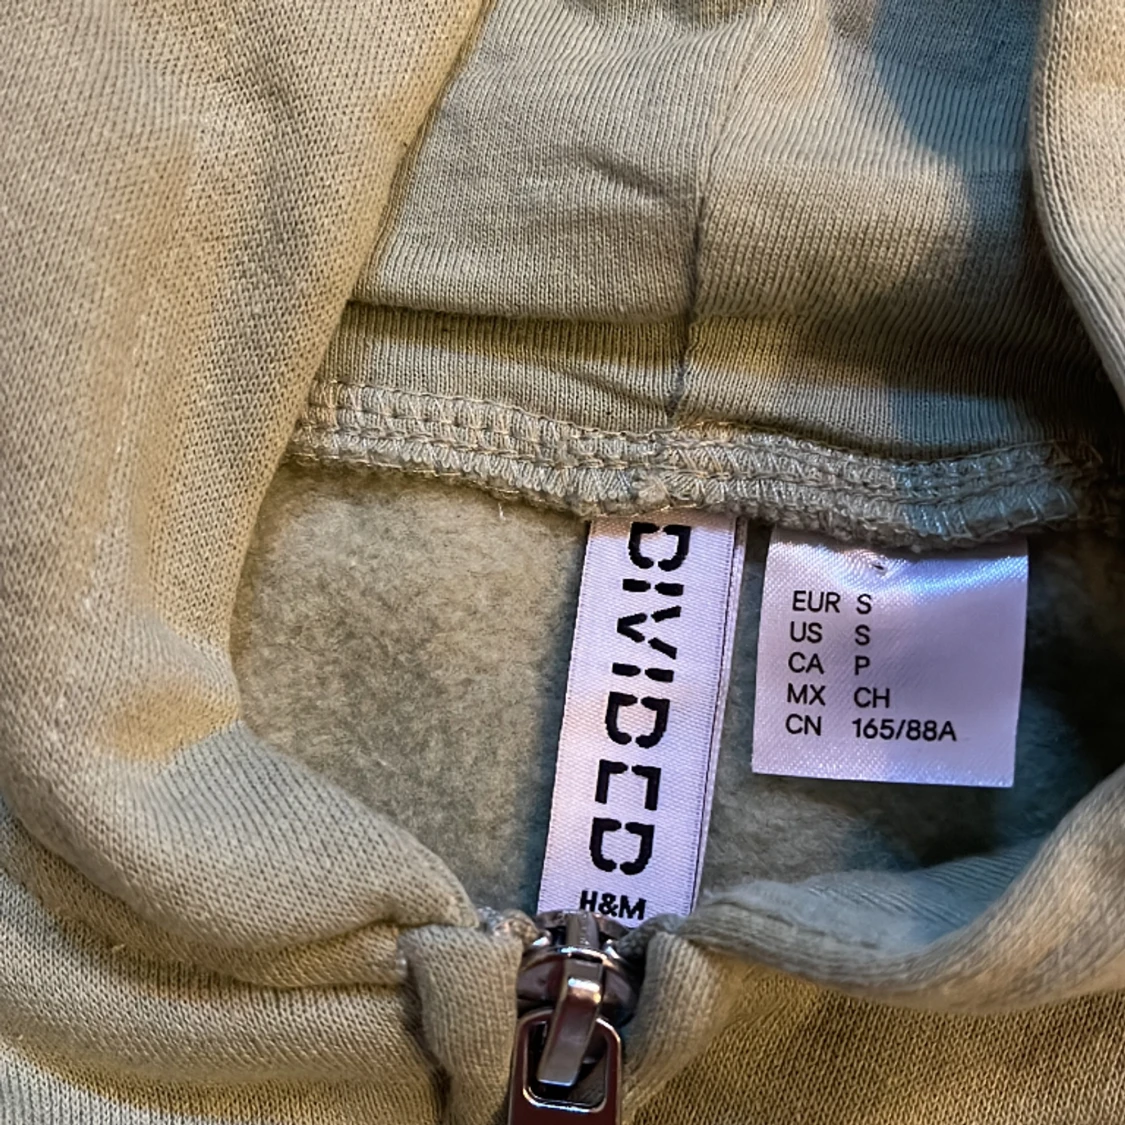 DIVIDED
H&M
EUR S
US S
CA P
MX CH
CN 165/88A